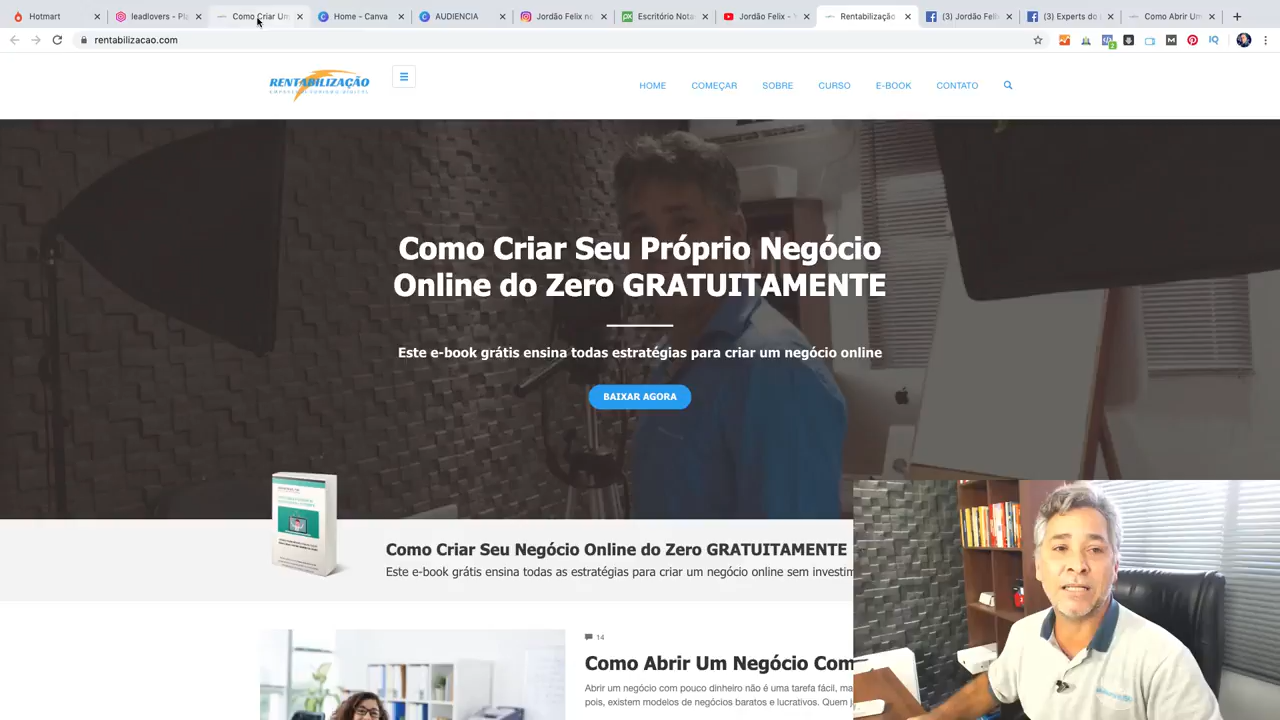 Hotmart
leadlovers - Pla
Como Criar Um
Home - Canva
AUDIENCIA
Jordão Felix no
Escritório Nota
Jordão Felix - Y
Rentabilização
(3) Jordão Feli
(3) Experts do
Como Abrir Um
rentabilizacao.com
RENTABILIZAÇÃO
HOME
COMEÇAR
SOBRE
CURSO
E-BOOK
CONTATO
Como Criar Seu Próprio Negócio
Online do Zero GRATUITAMENTE
Este e-book grátis ensina todas estratégias para criar um negócio online
BAIXAR AGORA
Como Criar Seu Negócio Online do Zero GRATUITAMENTE
Este e-book grátis ensina todas as estratégias para criar um negócio online sem investim
14
Como Abrir Um Negócio Com
Abrir um negócio com pouco dinheiro não é uma tarefa fácil, ma
pois, existem modelos de negócios baratos e lucrativos. Quem j